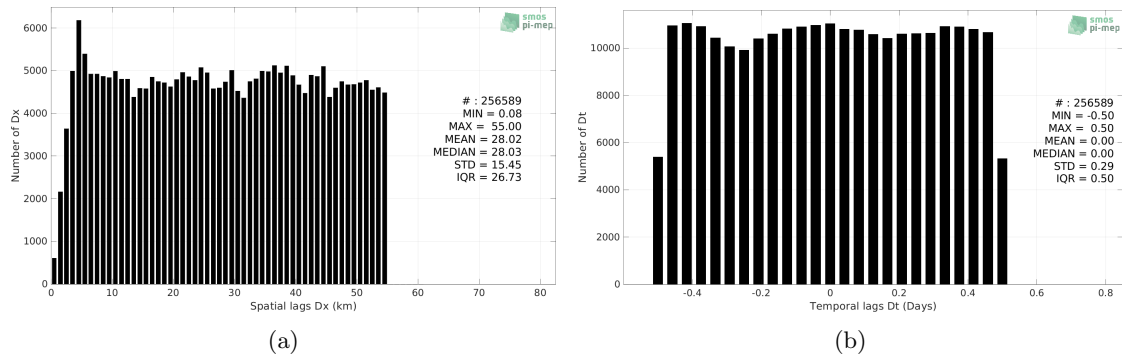 smos
pi-mep
6000
5000
4000
3000
2000
1000
0
Number of Dx
# : 256589
MIN = 0.08
MAX = 55.00
MEAN = 28.02
MEDIAN = 28.03
STD = 15.45
IQR = 26.73
0 10 20 30 40 50 60 70 80
Spatial lags Dx (km)
(a)
smos
pi-mep
10000
8000
6000
4000
2000
0
Number of Dt
# : 256589
MIN = -0.50
MAX = 0.50
MEAN = 0.00
MEDIAN = 0.00
STD = 0.29
IQR = 0.50
-0.4 -0.2 0 0.2 0.4 0.6 0.8
Temporal lags Dt (Days)
(b)